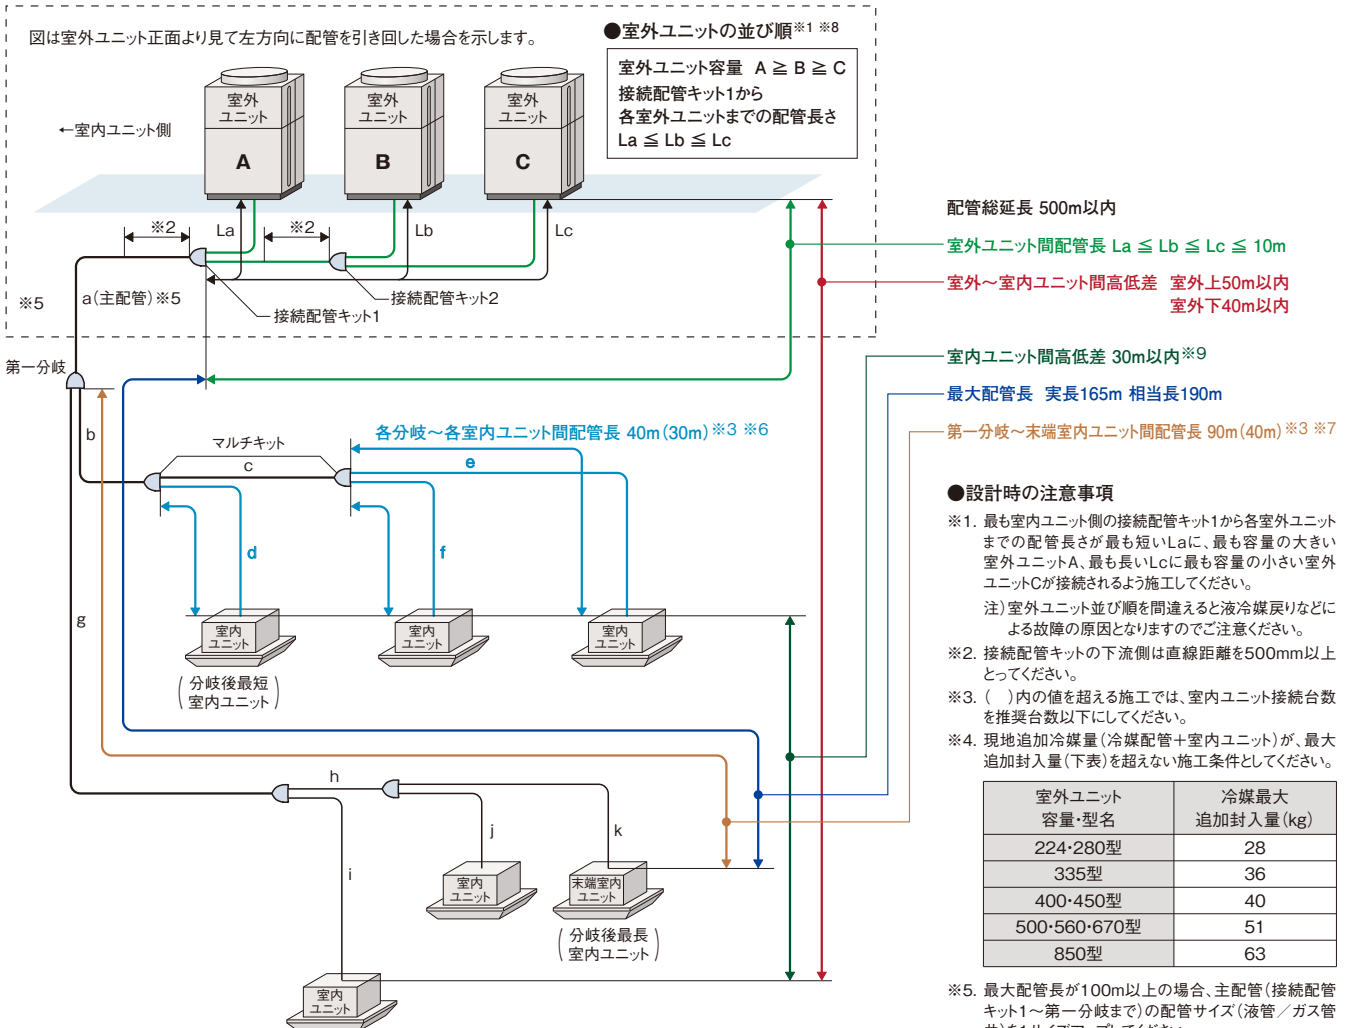 図は室外ユニット正面より見て左方向に配管を引き回した場合を示します。
●室外ユニットの並び順※1 ※8
室外ユニット容量 A ≧ B ≧ C
接続配管キット1から
各室外ユニットまでの配管長さ
La ≦ Lb ≦ Lc
←室内ユニット側
室外
ユニット
A
室外
ユニット
B
室外
ユニット
C
※2
La
※2
Lb
Lc
※5
a(主配管)※5
接続配管キット2
接続配管キット1
第一分岐
b
マルチキット
c
各分岐～各室内ユニット間配管長 40m(30m)※3 ※6
e
d
f
g
室内
ユニット
室内
ユニット
室内
ユニット
(分岐後最短
室内ユニット)
h
i
j
k
室内
ユニット
末端室内
ユニット
(分岐後最長
室内ユニット)
室内
ユニット
配管総延長 500m以内
室外ユニット間配管長 La ≦ Lb ≦ Lc ≦ 10m
室外～室内ユニット間高低差 室外上50m以内
室外下40m以内
室内ユニット間高低差 30m以内※9
最大配管長 実長165m 相当長190m
第一分岐～末端室内ユニット間配管長 90m(40m)※3 ※7
●設計時の注意事項
※1. 最も室内ユニット側の接続配管キット1から各室外ユニット
までの配管長さが最も短いLaに、最も容量の大きい
室外ユニットA、最も長いLcに最も容量の小さい室外
ユニットCが接続されるよう施工してください。
注)室外ユニット並び順を間違えると液冷媒戻りなどに
よる故障の原因となりますのでご注意ください。
※2. 接続配管キットの下流側は直線距離を500mm以上
とってください。
※3. ( )内の値を超える施工では、室内ユニット接続台数
を推奨台数以下にしてください。
※4. 現地追加冷媒量(冷媒配管+室内ユニット)が、最大
追加封入量(下表)を超えない施工条件としてください。
室外ユニット
容量・型名
冷媒最大
追加封入量(kg)
224・280型 28
335型 36
400・450型 40
500・560・670型 51
850型 63
※5. 最大配管長が100m以上の場合、主配管(接続配管
キット1～第一分岐まで)の配管サイズ(液管/ガス管